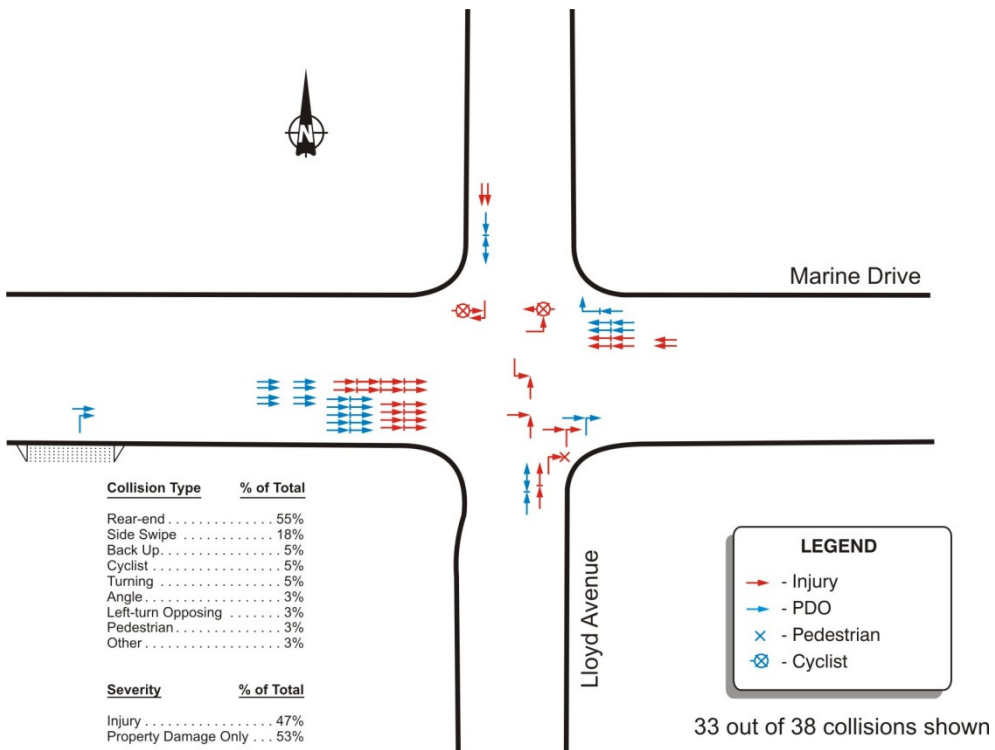 N
Marine Drive
Collision Type % of Total
Rear-end . . . . . . . . . . . . . . 55%
Side Swipe . . . . . . . . . . . . 18%
Back Up. . . . . . . . . . . . . . . 5%
Cyclist . . . . . . . . . . . . . . . . 5%
Turning . . . . . . . . . . . . . . . 5%
Angle . . . . . . . . . . . . . . . . . 3%
Left-turn Opposing . . . . . . . 3%
Pedestrian . . . . . . . . . . . . . 3%
Other . . . . . . . . . . . . . . . . . 3%
Severity % of Total
Injury . . . . . . . . . . . . . . . . 47%
Property Damage Only . . . 53%
Lloyd Avenue
LEGEND
- Injury
- PDO
- Pedestrian
- Cyclist
33 out of 38 collisions shown